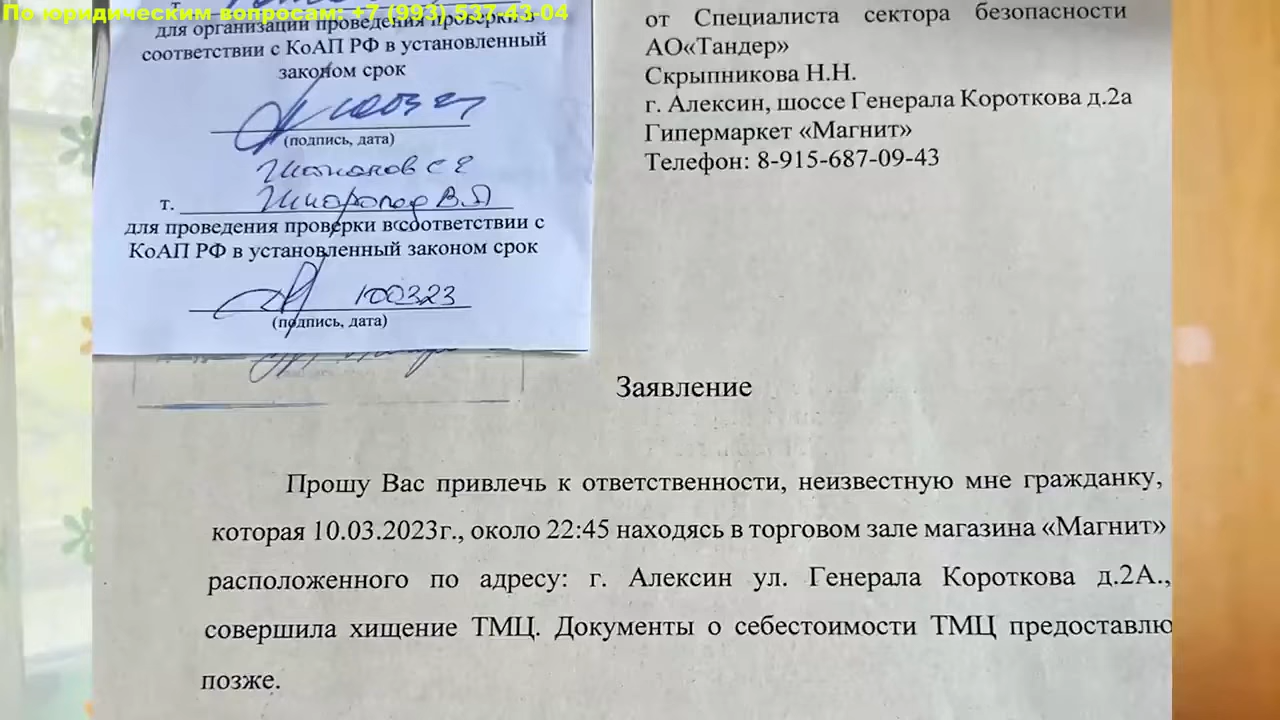 По юридическим вопросам: +7 (993) 537-43-04
т.
для организации проведения проверки
соответствии с КоАП РФ в установленный
законом срок
(подпись, дата)
т.
для проведения проверки в соответствии с
КоАП РФ в установленный законом срок
100323
(подпись, дата)
от Специалиста сектора безопасности
АО«Тандер»
Скрыпникова Н.Н.
г. Алексин, шоссе Генерала Короткова д.2а
Гипермаркет «Магнит»
Телефон: 8-915-687-09-43
Заявление
Прошу Вас привлечь к ответственности, неизвестную мне гражданку,
которая 10.03.2023г., около 22:45 находясь в торговом зале магазина «Магнит»
расположенного по адресу: г. Алексин ул. Генерала Короткова д.2А.,
совершила хищение ТМЦ. Документы о себестоимости ТМЦ предоставлю
позже.